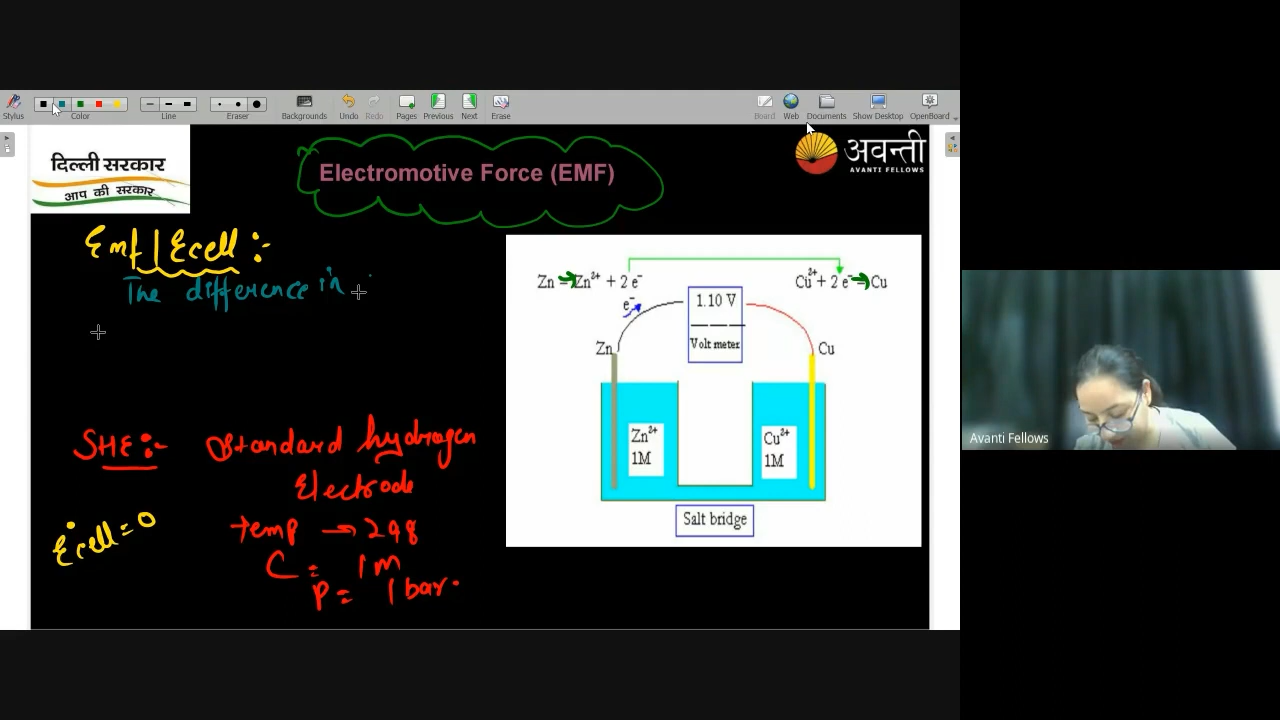 Stylus
Color
Line
Eraser
Backgrounds
Undo
Redo
Pages
Previous
Next
Erase
Board
Web
Documents
Show Desktop
OpenBoard
दिल्ली सरकार
आप की सरकार
Electromotive Force (EMF)
अवन्ती
AVANTI FELLOWS
Emf | Ecell :-
The difference in
Zn → Zn²⁺ + 2 e⁻
Cu²⁺ + 2 e⁻ → Cu
e⁻
1.10 V
Volt meter
Zn
Cu
Zn²⁺
1M
Cu²⁺
1M
Salt bridge
SHE :- Standard hydrogen
Electrode
E°cell = 0
temp → 298
C = 1M
P = 1 bar.
Avanti Fellows